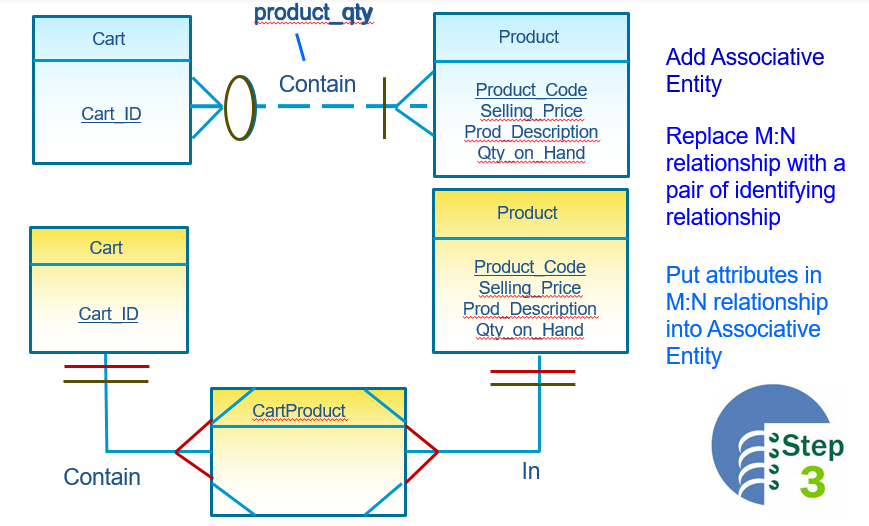 product_qty
Cart
Cart_ID
Contain
Product
Product_Code
Selling_Price
Prod_Description
Qty_on_Hand
Add Associative
Entity
Replace M:N
relationship with a
pair of identifying
relationship
Put attributes in
M:N relationship
into Associative
Entity
Cart
Cart_ID
Product
Product_Code
Selling_Price
Prod_Description
Qty_on_Hand
CartProduct
Contain
In
Step
3